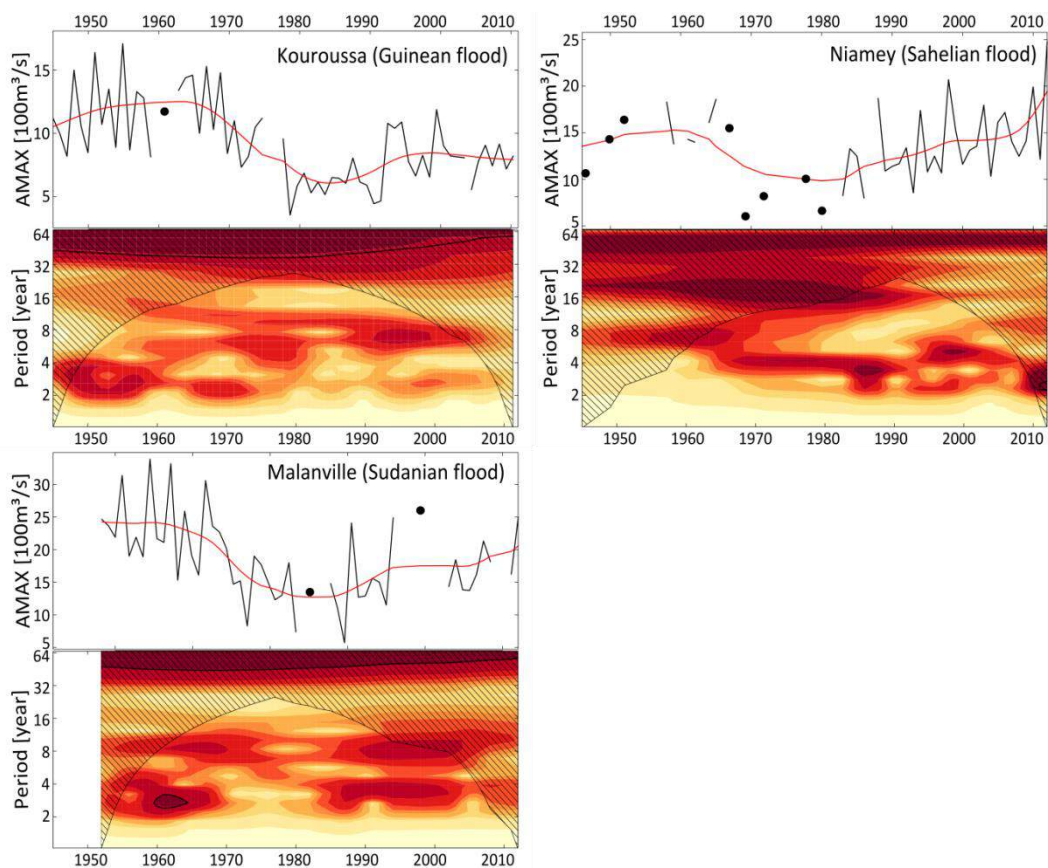 1950 1960 1970 1980 1990 2000 2010
Kouroussa (Guinean flood)
AMAX [100m³/s]
15
10
5
Period [year]
64
32
16
8
4
2
1950 1960 1970 1980 1990 2000 2010
1950 1960 1970 1980 1990 2000 2010
Niamey (Sahelian flood)
AMAX [100m³/s]
25
20
15
10
5
Period [year]
64
32
16
8
4
2
1950 1960 1970 1980 1990 2000 2010
Malanville (Sudanian flood)
AMAX [100m³/s]
30
25
20
15
10
5
Period [year]
64
32
16
8
4
2
1950 1960 1970 1980 1990 2000 2010